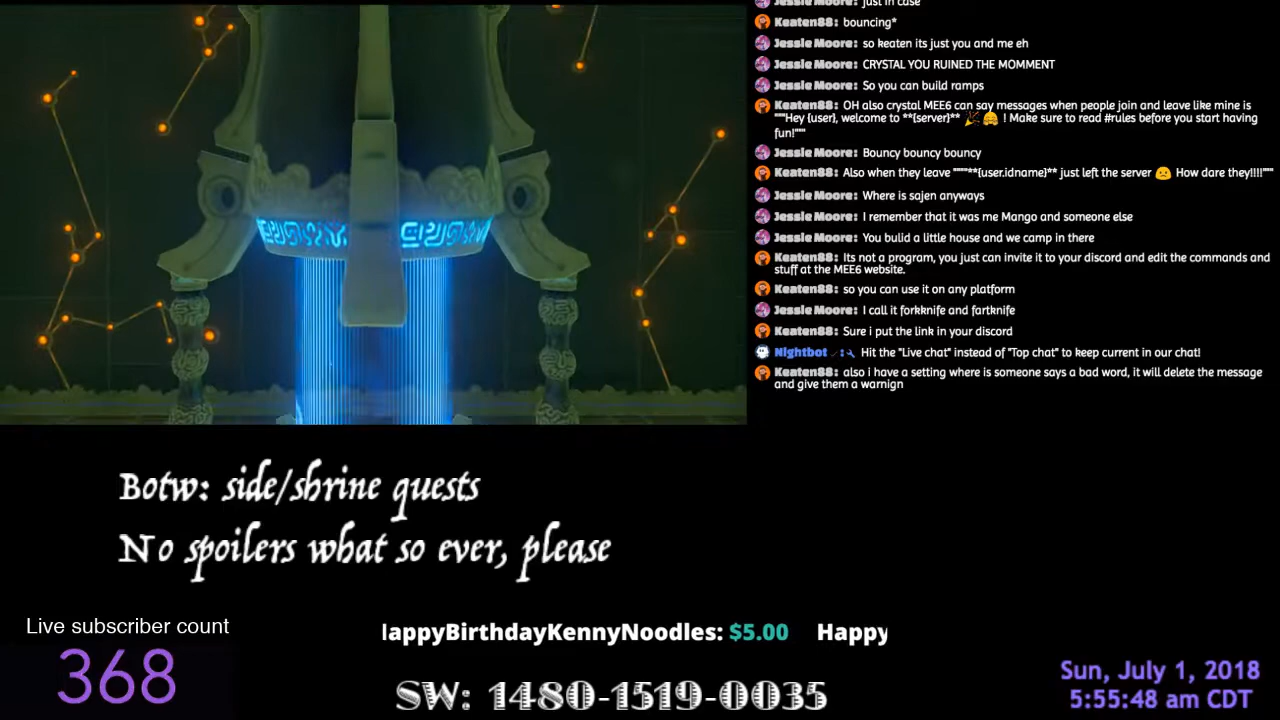 Jessie Moore: just in case
Keaten88: bouncing*
Jessie Moore: so keaten its just you and me eh
Jessie Moore: CRYSTAL YOU RUINED THE MOMMENT
Jessie Moore: So you can build ramps
Keaten88: OH also crystal MEE6 can say messages when people join and leave like mine is
"""Hey {user}, welcome to **{server}** 🎉 🤗 ! Make sure to read #rules before you start having
fun!"""
Jessie Moore: Bouncy bouncy bouncy
Keaten88: Also when they leave """"**{user.idname}** just left the server 🙁 How dare they!!!!"""
Jessie Moore: Where is sajen anyways
Jessie Moore: I remember that it was me Mango and someone else
Jessie Moore: You bulid a little house and we camp in there
Keaten88: Its not a program, you just can invite it to your discord and edit the commands and
stuff at the MEE6 website.
Keaten88: so you can use it on any platform
Jessie Moore: I call it forkknife and fartknife
Keaten88: Sure i put the link in your discord
Nightbot: Hit the "Live chat" instead of "Top chat" to keep current in our chat!
Keaten88: also i have a setting where is someone says a bad word, it will delete the message
and give them a warnign
Botw: side/shrine quests
No spoilers what so ever, please
Live subscriber count
368
HappyBirthdayKennyNoodles: $5.00 Happy
SW: 1480-1519-0035
Sun, July 1, 2018
5:55:48 am CDT